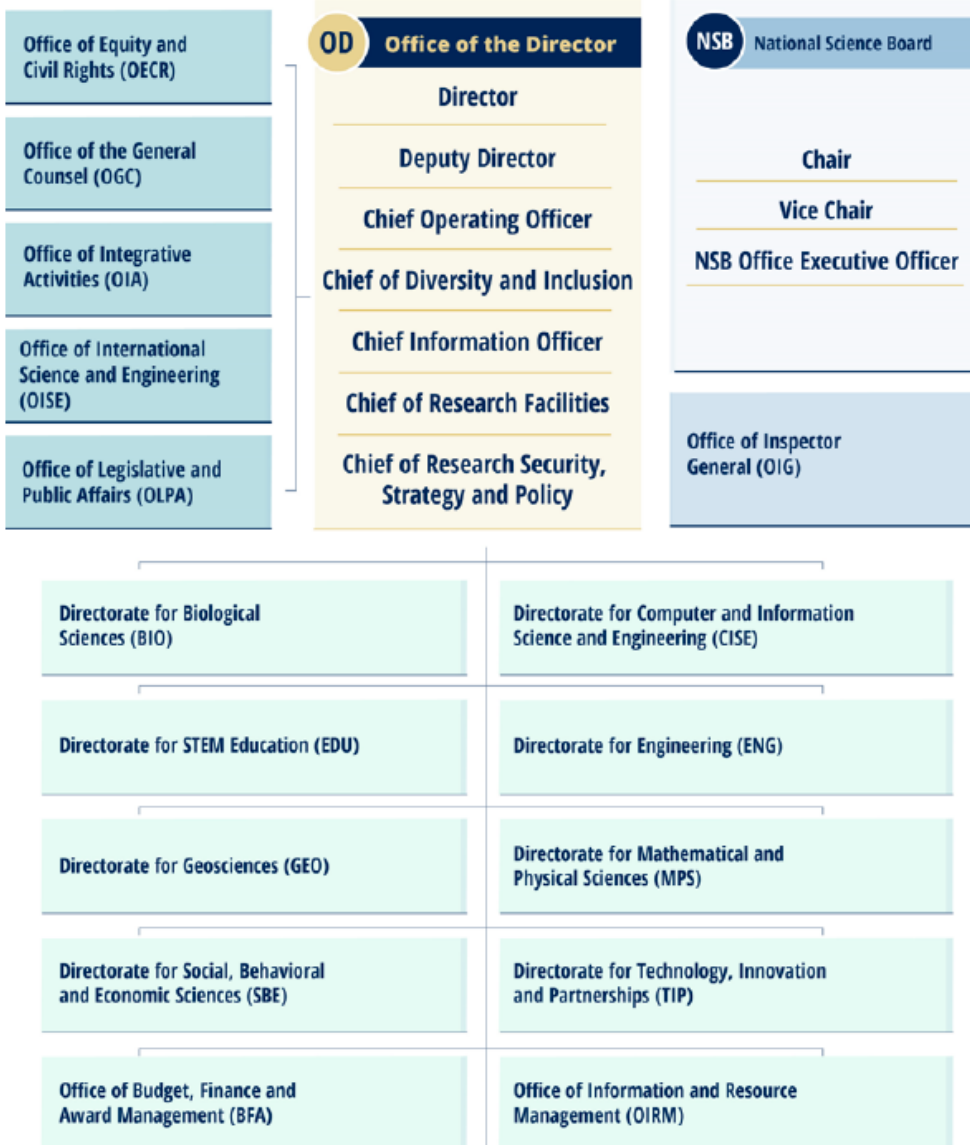 Office of Equity and
Civil Rights (OECR)
Office of the General
Counsel (OGC)
Office of Integrative
Activities (OIA)
Office of International
Science and Engineering
(OISE)
Office of Legislative and
Public Affairs (OLPA)
OD Office of the Director
Director
Deputy Director
Chief Operating Officer
Chief of Diversity and Inclusion
Chief Information Officer
Chief of Research Facilities
Chief of Research Security,
Strategy and Policy
NSB National Science Board
Chair
Vice Chair
NSB Office Executive Officer
Office of Inspector
General (OIG)
Directorate for Biological
Sciences (BIO)
Directorate for Computer and Information
Science and Engineering (CISE)
Directorate for STEM Education (EDU)
Directorate for Engineering (ENG)
Directorate for Geosciences (GEO)
Directorate for Mathematical and
Physical Sciences (MPS)
Directorate for Social, Behavioral
and Economic Sciences (SBE)
Directorate for Technology, Innovation
and Partnerships (TIP)
Office of Budget, Finance and
Award Management (BFA)
Office of Information and Resource
Management (OIRM)